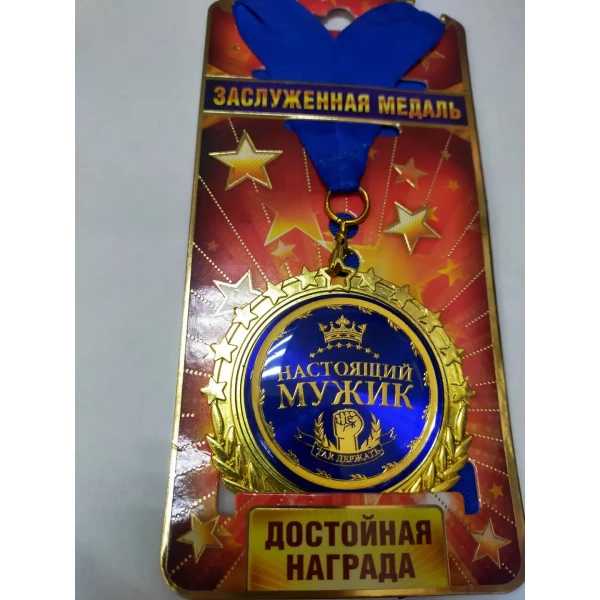 ЗАСЛУЖЕННАЯ МЕДАЛЬ
НАСТОЯЩИЙ
МУЖИК
ТАК ДЕРЖАТЬ
ДОСТОЙНАЯ
НАГРАДА